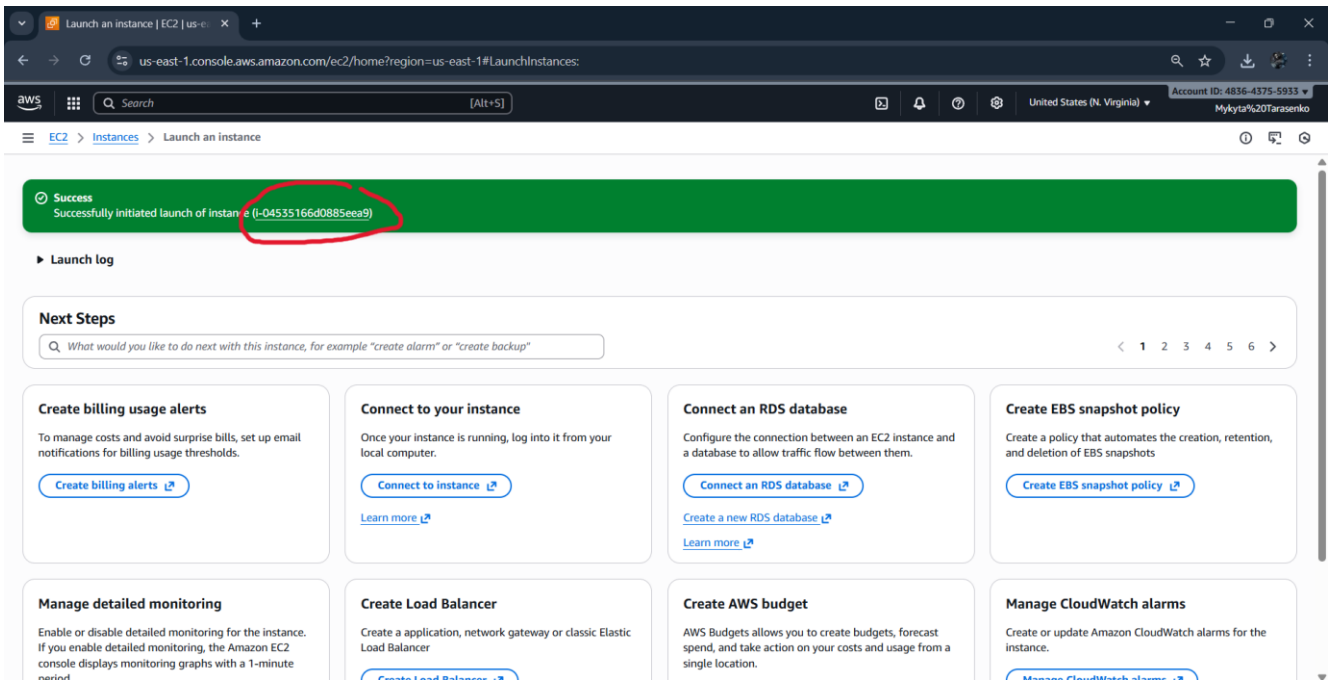 Launch an instance | EC2 | us-ea
us-east-1.console.aws.amazon.com/ec2/home?region=us-east-1#LaunchInstances:
aws
Search [Alt+S]
United States (N. Virginia)
Account ID: 4836-4375-5933
Mykyta%20Tarasenko
EC2 > Instances > Launch an instance
Success
Successfully initiated launch of instance (i-04535166d0885eea9)
Launch log
Next Steps
What would you like to do next with this instance, for example "create alarm" or "create backup"
1 2 3 4 5 6
Create billing usage alerts
To manage costs and avoid surprise bills, set up email
notifications for billing usage thresholds.
Create billing alerts
Connect to your instance
Once your instance is running, log into it from your
local computer.
Connect to instance
Learn more
Connect an RDS database
Configure the connection between an EC2 instance and
a database to allow traffic flow between them.
Connect an RDS database
Create a new RDS database
Learn more
Create EBS snapshot policy
Create a policy that automates the creation, retention,
and deletion of EBS snapshots
Create EBS snapshot policy
Manage detailed monitoring
Enable or disable detailed monitoring for the instance.
If you enable detailed monitoring, the Amazon EC2
console displays monitoring graphs with a 1-minute
period.
Create Load Balancer
Create a application, network gateway or classic Elastic
Load Balancer
Create Load Balancer
Create AWS budget
AWS Budgets allows you to create budgets, forecast
spend, and take action on your costs and usage from a
single location.
Manage CloudWatch alarms
Create or update Amazon CloudWatch alarms for the
instance.
Manage CloudWatch alarms